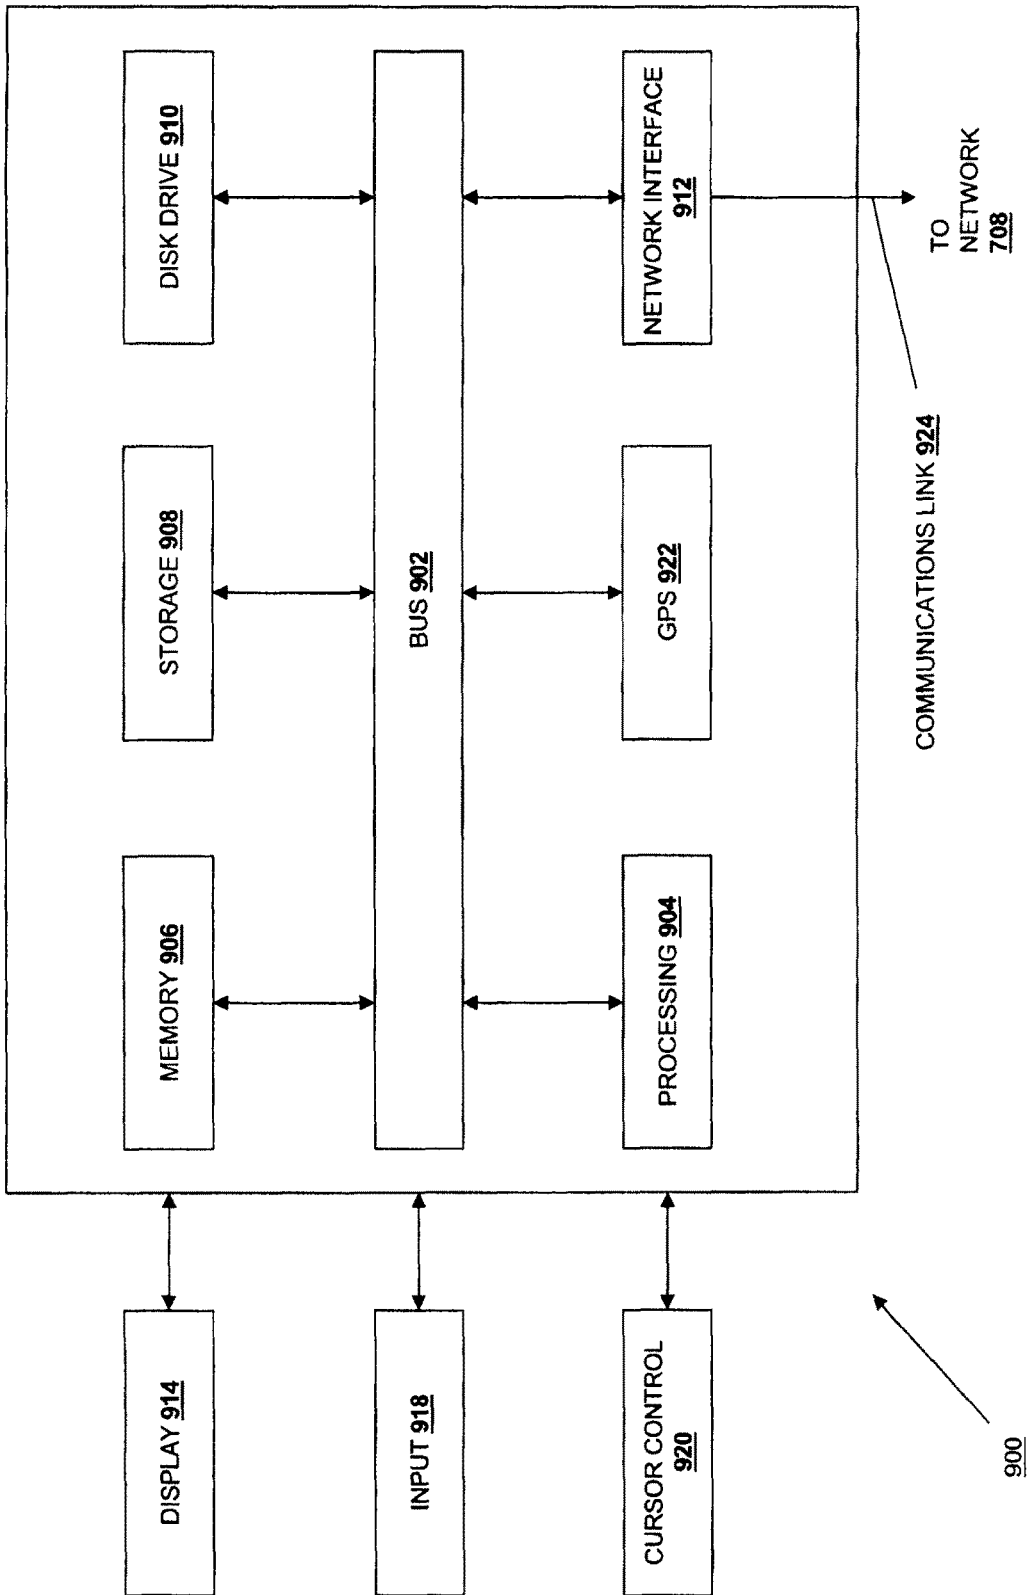 DISPLAY 914
INPUT 918
CURSOR CONTROL
920
MEMORY 906
STORAGE 908
DISK DRIVE 910
BUS 902
PROCESSING 904
GPS 922
NETWORK INTERFACE
912
COMMUNICATIONS LINK 924
TO
NETWORK
708
900